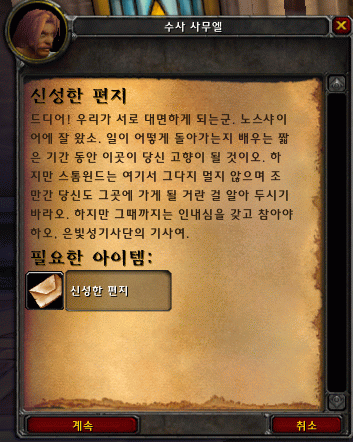 수사 사무엘
신성한 편지
드디어! 우리가 서로 대면하게 되는군. 노스샤이
어에 잘 왔소. 일이 어떻게 돌아가는지 배우는 짧
은 기간 동안 이곳이 당신 고향이 될 것이오. 하
지만 스톰윈드는 여기서 그다지 멀지 않으며 조
만간 당신도 그곳에 가게 될 거란 걸 알아 두시기
바라오. 하지만 그때까지는 인내심을 갖고 참아야
하오. 은빛성기사단의 기사여.
필요한 아이템:
신성한 편지
계속
취소